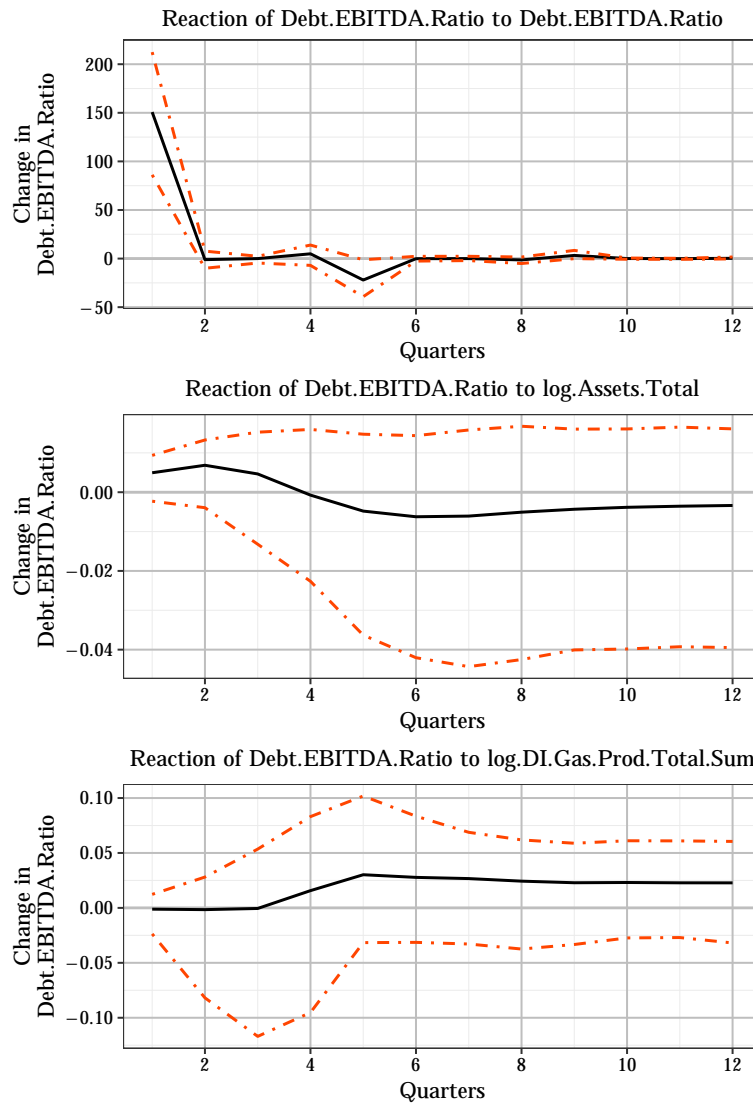 Reaction of Debt.EBITDA.Ratio to Debt.EBITDA.Ratio
Change in
Debt.EBITDA.Ratio
200
150
100
50
0
−50
2 4 6 8 10 12
Quarters
Reaction of Debt.EBITDA.Ratio to log.Assets.Total
Change in
Debt.EBITDA.Ratio
0.00
−0.02
−0.04
2 4 6 8 10 12
Quarters
Reaction of Debt.EBITDA.Ratio to log.DI.Gas.Prod.Total.Sum
Change in
Debt.EBITDA.Ratio
0.10
0.05
0.00
−0.05
−0.10
2 4 6 8 10 12
Quarters